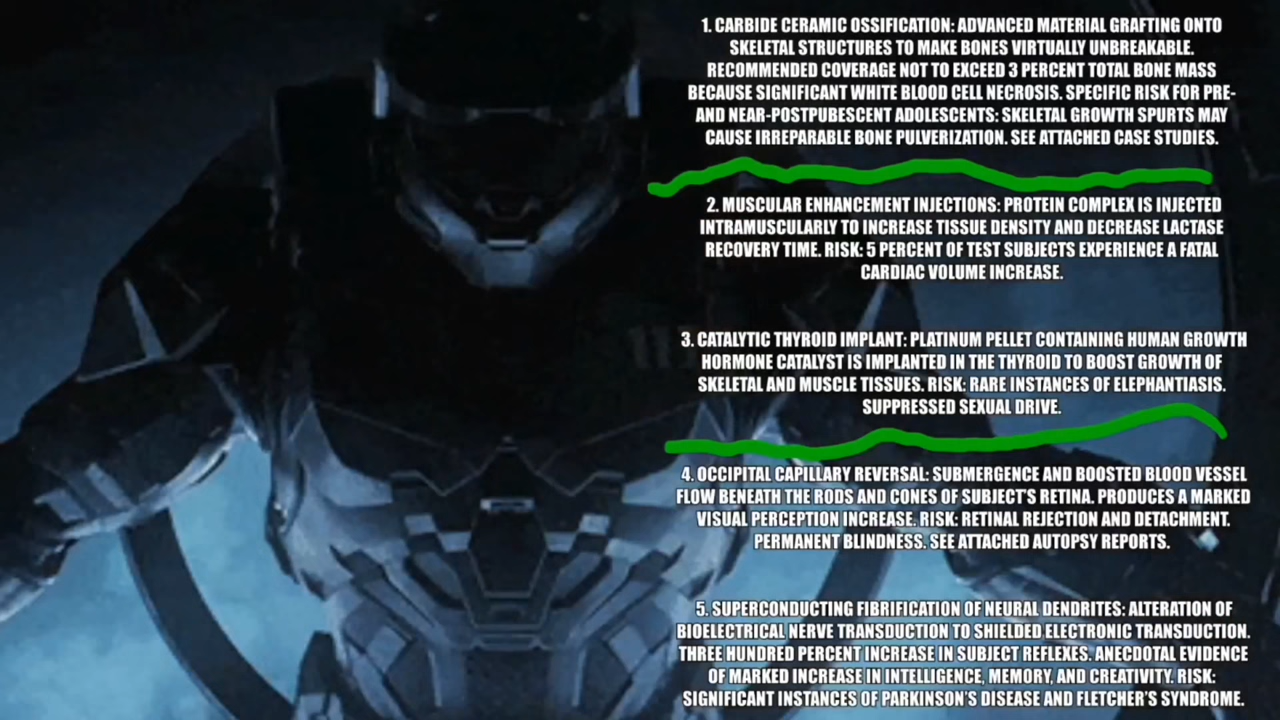 1. CARBIDE CERAMIC OSSIFICATION: ADVANCED MATERIAL GRAFTING ONTO
SKELETAL STRUCTURES TO MAKE BONES VIRTUALLY UNBREAKABLE.
RECOMMENDED COVERAGE NOT TO EXCEED 3 PERCENT TOTAL BONE MASS
BECAUSE SIGNIFICANT WHITE BLOOD CELL NECROSIS. SPECIFIC RISK FOR PRE-
AND NEAR-POSTPUBESCENT ADOLESCENTS: SKELETAL GROWTH SPURTS MAY
CAUSE IRREPARABLE BONE PULVERIZATION. SEE ATTACHED CASE STUDIES.
2. MUSCULAR ENHANCEMENT INJECTIONS: PROTEIN COMPLEX IS INJECTED
INTRAMUSCULARLY TO INCREASE TISSUE DENSITY AND DECREASE LACTASE
RECOVERY TIME. RISK: 5 PERCENT OF TEST SUBJECTS EXPERIENCE A FATAL
CARDIAC VOLUME INCREASE.
3. CATALYTIC THYROID IMPLANT: PLATINUM PELLET CONTAINING HUMAN GROWTH
HORMONE CATALYST IS IMPLANTED IN THE THYROID TO BOOST GROWTH OF
SKELETAL AND MUSCLE TISSUES. RISK: RARE INSTANCES OF ELEPHANTIASIS.
SUPPRESSED SEXUAL DRIVE.
4. OCCIPITAL CAPILLARY REVERSAL: SUBMERGENCE AND BOOSTED BLOOD VESSEL
FLOW BENEATH THE RODS AND CONES OF SUBJECT'S RETINA. PRODUCES A MARKED
VISUAL PERCEPTION INCREASE. RISK: RETINAL REJECTION AND DETACHMENT.
PERMANENT BLINDNESS. SEE ATTACHED AUTOPSY REPORTS.
5. SUPERCONDUCTING FIBRIFICATION OF NEURAL DENDRITES: ALTERATION OF
BIOELECTRICAL NERVE TRANSDUCTION TO SHIELDED ELECTRONIC TRANSDUCTION.
THREE HUNDRED PERCENT INCREASE IN SUBJECT REFLEXES. ANECDOTAL EVIDENCE
OF MARKED INCREASE IN INTELLIGENCE, MEMORY, AND CREATIVITY. RISK:
SIGNIFICANT INSTANCES OF PARKINSON'S DISEASE AND FLETCHER'S SYNDROME.